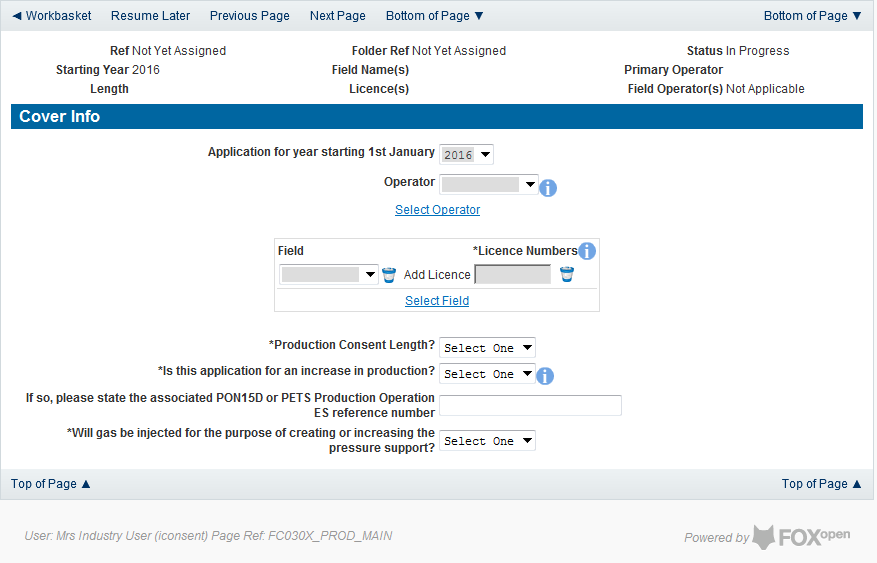 Workbasket Resume Later Previous Page Next Page Bottom of Page Bottom of Page
Ref Not Yet Assigned Folder Ref Not Yet Assigned Status In Progress
Starting Year 2016 Field Name(s) Primary Operator
Length Licence(s) Field Operator(s) Not Applicable
Cover Info
Application for year starting 1st January 2016
Operator
Select Operator
Field *Licence Numbers
Add Licence
Select Field
*Production Consent Length? Select One
*Is this application for an increase in production? Select One
If so, please state the associated PON15D or PETS Production Operation
ES reference number
*Will gas be injected for the purpose of creating or increasing the
pressure support? Select One
Top of Page Top of Page
User: Mrs Industry User (iconsent) Page Ref: FC030X_PROD_MAIN Powered by FOXopen